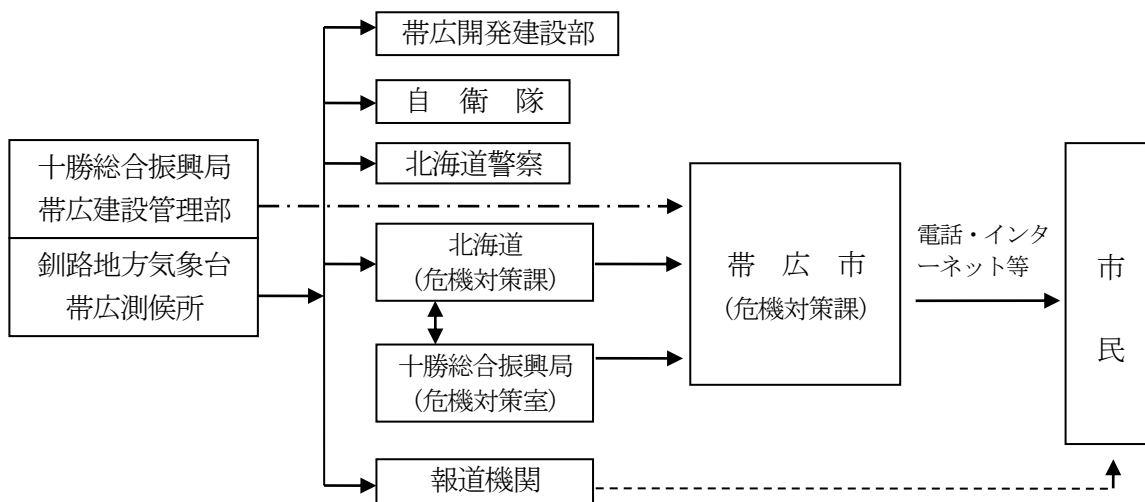 帯広開発建設部
自　衛　隊
北海道警察
十勝総合振興局
帯広建設管理部
釧路地方気象台
帯広測候所
北海道
(危機対策課)
十勝総合振興局
(危機対策室)
報道機関
帯　広　市
(危機対策課)
電話・インタ
ーネット等
市
民